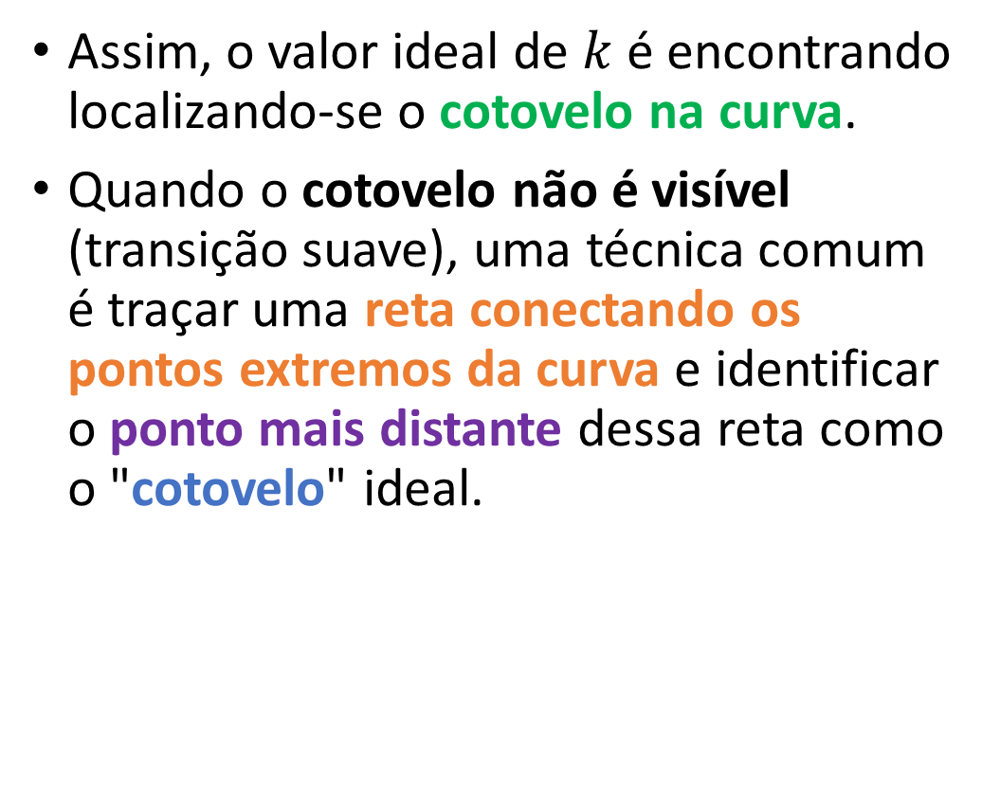 • Assim, o valor ideal de k é encontrando
localizando-se o cotovelo na curva.
• Quando o cotovelo não é visível
(transição suave), uma técnica comum
é traçar uma reta conectando os
pontos extremos da curva e identificar
o ponto mais distante dessa reta como
o "cotovelo" ideal.